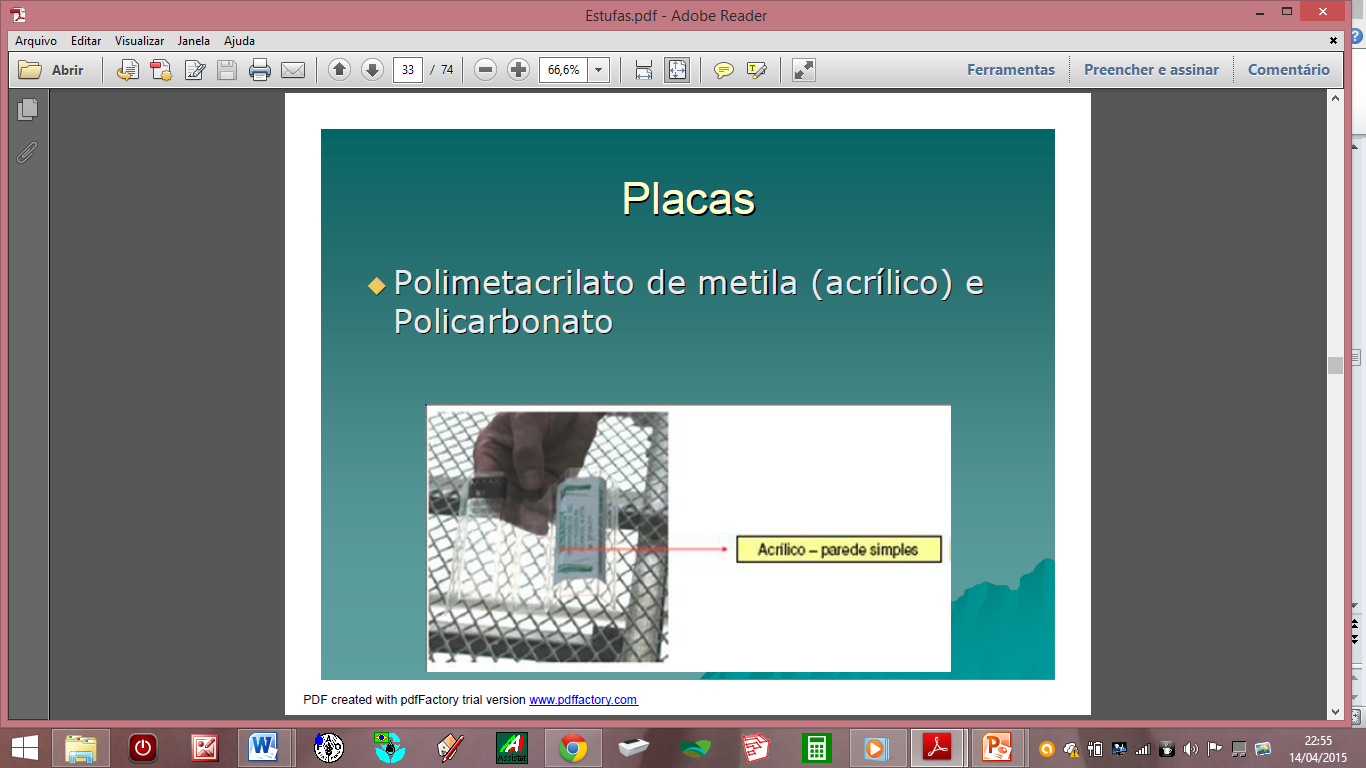 Estufas.pdf - Adobe Reader
Arquivo Editar Visualizar Janela Ajuda
Abrir 33 / 74 66,6% Ferramentas Preencher e assinar Comentário
Placas
Polimetacrilato de metila (acrílico) e
Policarbonato
Acrílico – parede simples
PDF created with pdfFactory trial version www.pdffactory.com
Assistat
22:55
14/04/2015